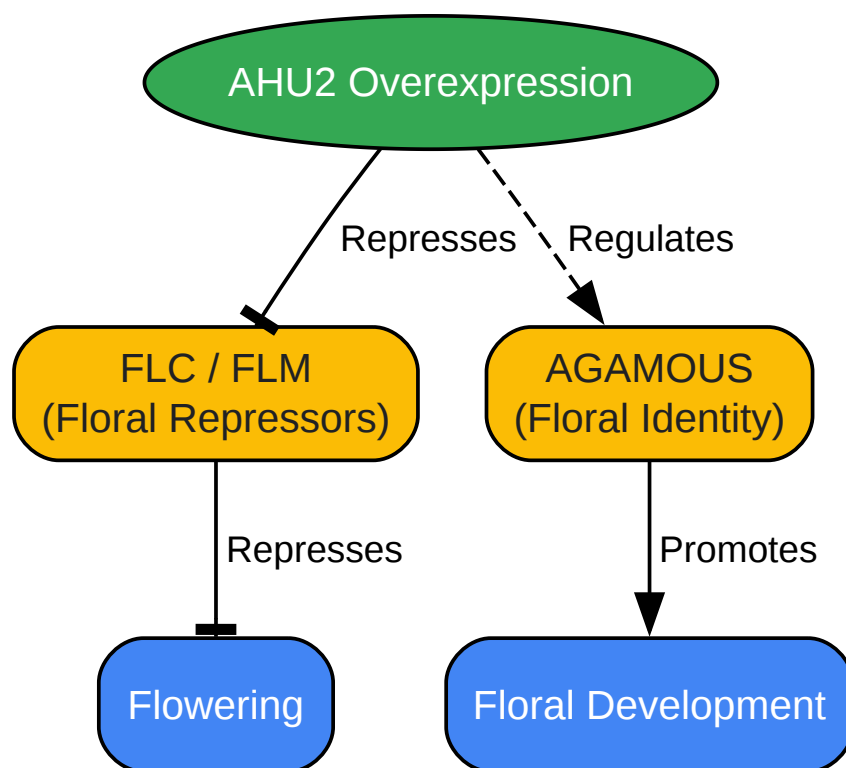 AHU2 Overexpression
Represses
Regulates
FLC / FLM
(Floral Repressors)
AGAMOUS
(Floral Identity)
Represses
Promotes
Flowering
Floral Development